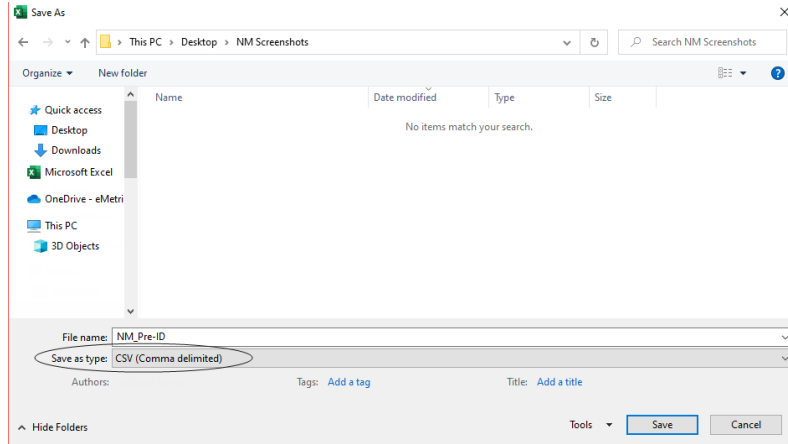 Save As
This PC > Desktop > NM Screenshots
Search NM Screenshots
Organize
New folder
Name
Date modified
Type
Size
Quick access
Desktop
Downloads
Microsoft Excel
OneDrive - eMetri
This PC
3D Objects
No items match your search.
File name: NM_Pre-ID
Save as type: CSV (Comma delimited)
Authors:
Tags: Add a tag
Title: Add a title
Hide Folders
Tools
Save
Cancel